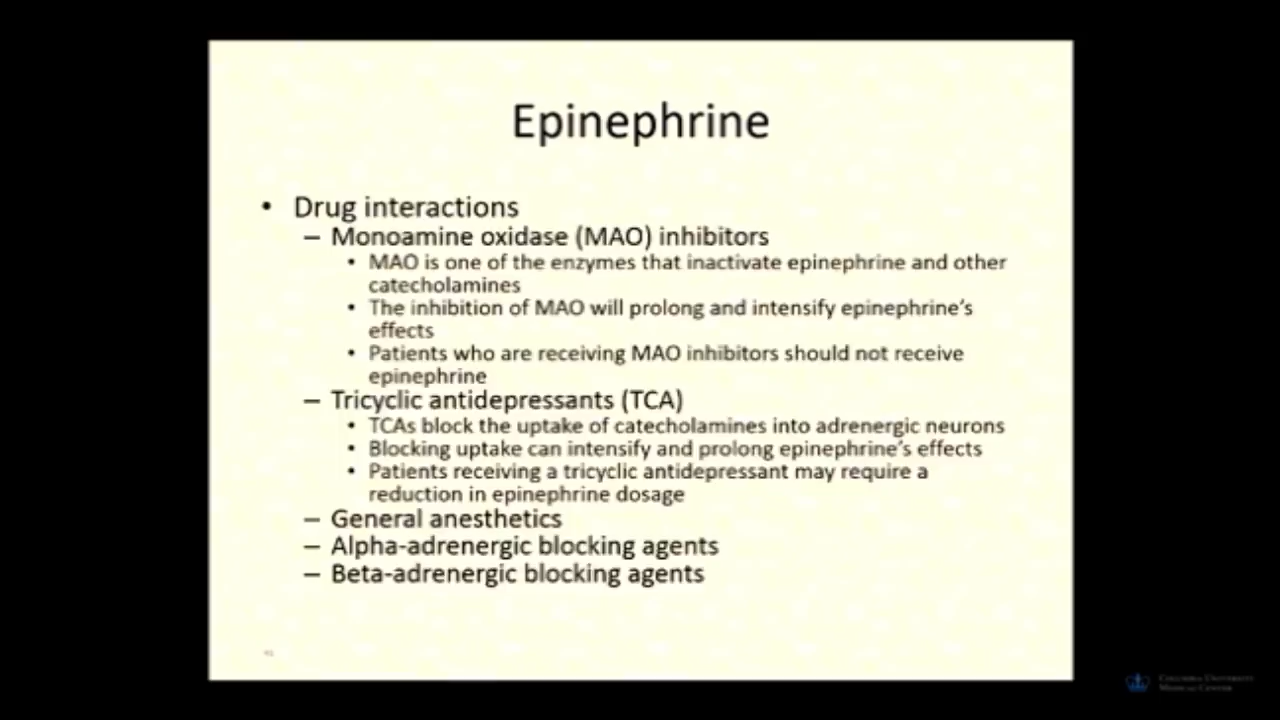 Epinephrine
• Drug interactions
– Monoamine oxidase (MAO) inhibitors
• MAO is one of the enzymes that inactivate epinephrine and other
catecholamines
• The inhibition of MAO will prolong and intensify epinephrine's
effects
• Patients who are receiving MAO inhibitors should not receive
epinephrine
– Tricyclic antidepressants (TCA)
• TCAs block the uptake of catecholamines into adrenergic neurons
• Blocking uptake can intensify and prolong epinephrine's effects
• Patients receiving a tricyclic antidepressant may require a
reduction in epinephrine dosage
– General anesthetics
– Alpha-adrenergic blocking agents
– Beta-adrenergic blocking agents
Columbia University
Medical Center